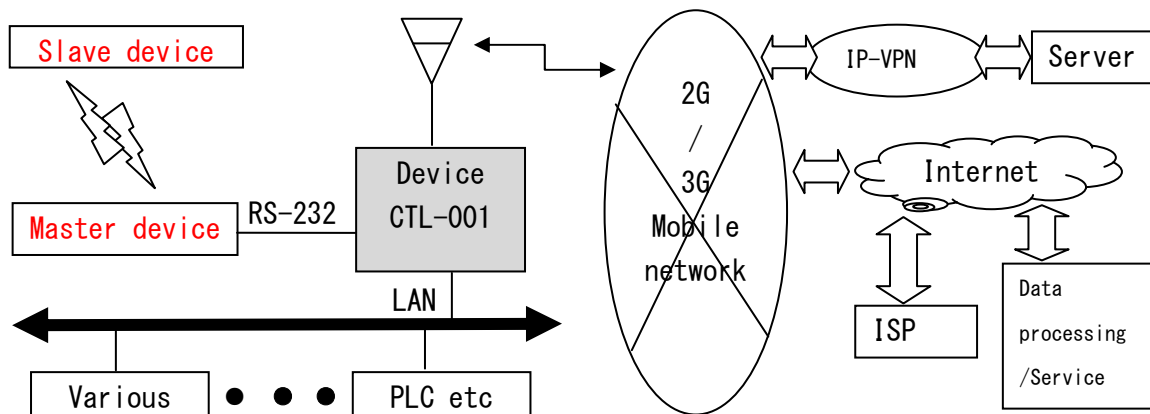 Slave device
Master device
RS-232
Device
CTL-001
LAN
Various
PLC etc
2G
/
3G
Mobile
network
IP-VPN
Server
Internet
ISP
Data
processing
/Service